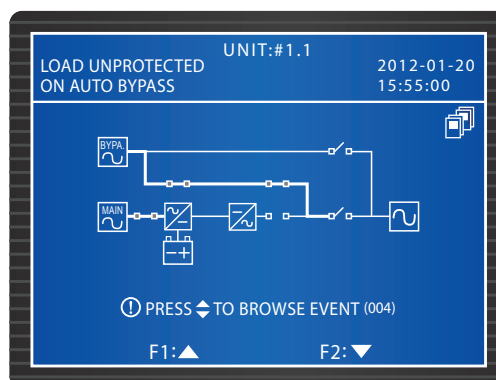 UNIT:#1.1
LOAD UNPROTECTED
ON AUTO BYPASS
2012-01-20
15:55:00
BYPA.
MAIN
PRESS TO BROWSE EVENT (004)
F1: F2: